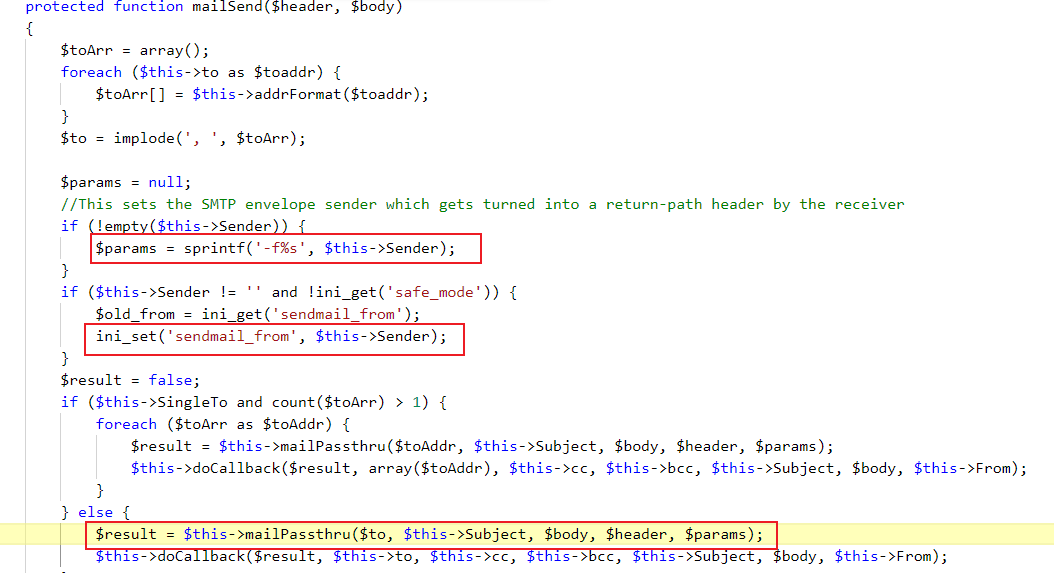 protected function mailSend($header, $body)
{
$toArr = array();
foreach ($this->to as $toaddr) {
$toArr[] = $this->addrFormat($toaddr);
}
$to = implode(', ', $toArr);
$params = null;
//This sets the SMTP envelope sender which gets turned into a return-path header by the receiver
if (!empty($this->Sender)) {
$params = sprintf('-f%s', $this->Sender);
}
if ($this->Sender != '' and !ini_get('safe_mode')) {
$old_from = ini_get('sendmail_from');
ini_set('sendmail_from', $this->Sender);
}
$result = false;
if ($this->SingleTo and count($toArr) > 1) {
foreach ($toArr as $toAddr) {
$result = $this->mailPassthru($toAddr, $this->Subject, $body, $header, $params);
$this->doCallback($result, array($toAddr), $this->cc, $this->bcc, $this->Subject, $body, $this->From);
}
} else {
$result = $this->mailPassthru($to, $this->Subject, $body, $header, $params);
$this->doCallback($result, $this->to, $this->cc, $this->bcc, $this->Subject, $body, $this->From);